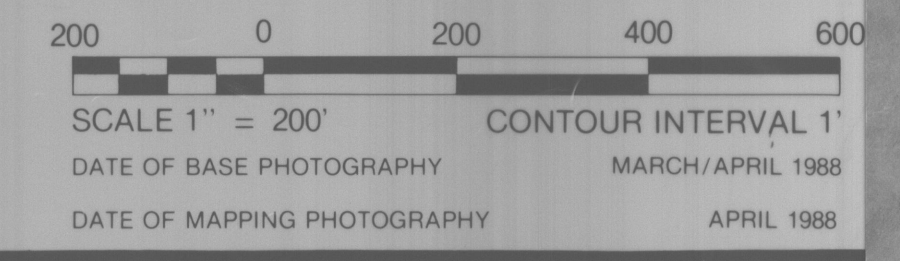 200 0 200 400 600
SCALE 1" = 200' CONTOUR INTERVAL 1'
DATE OF BASE PHOTOGRAPHY MARCH/APRIL 1988
DATE OF MAPPING PHOTOGRAPHY APRIL 1988